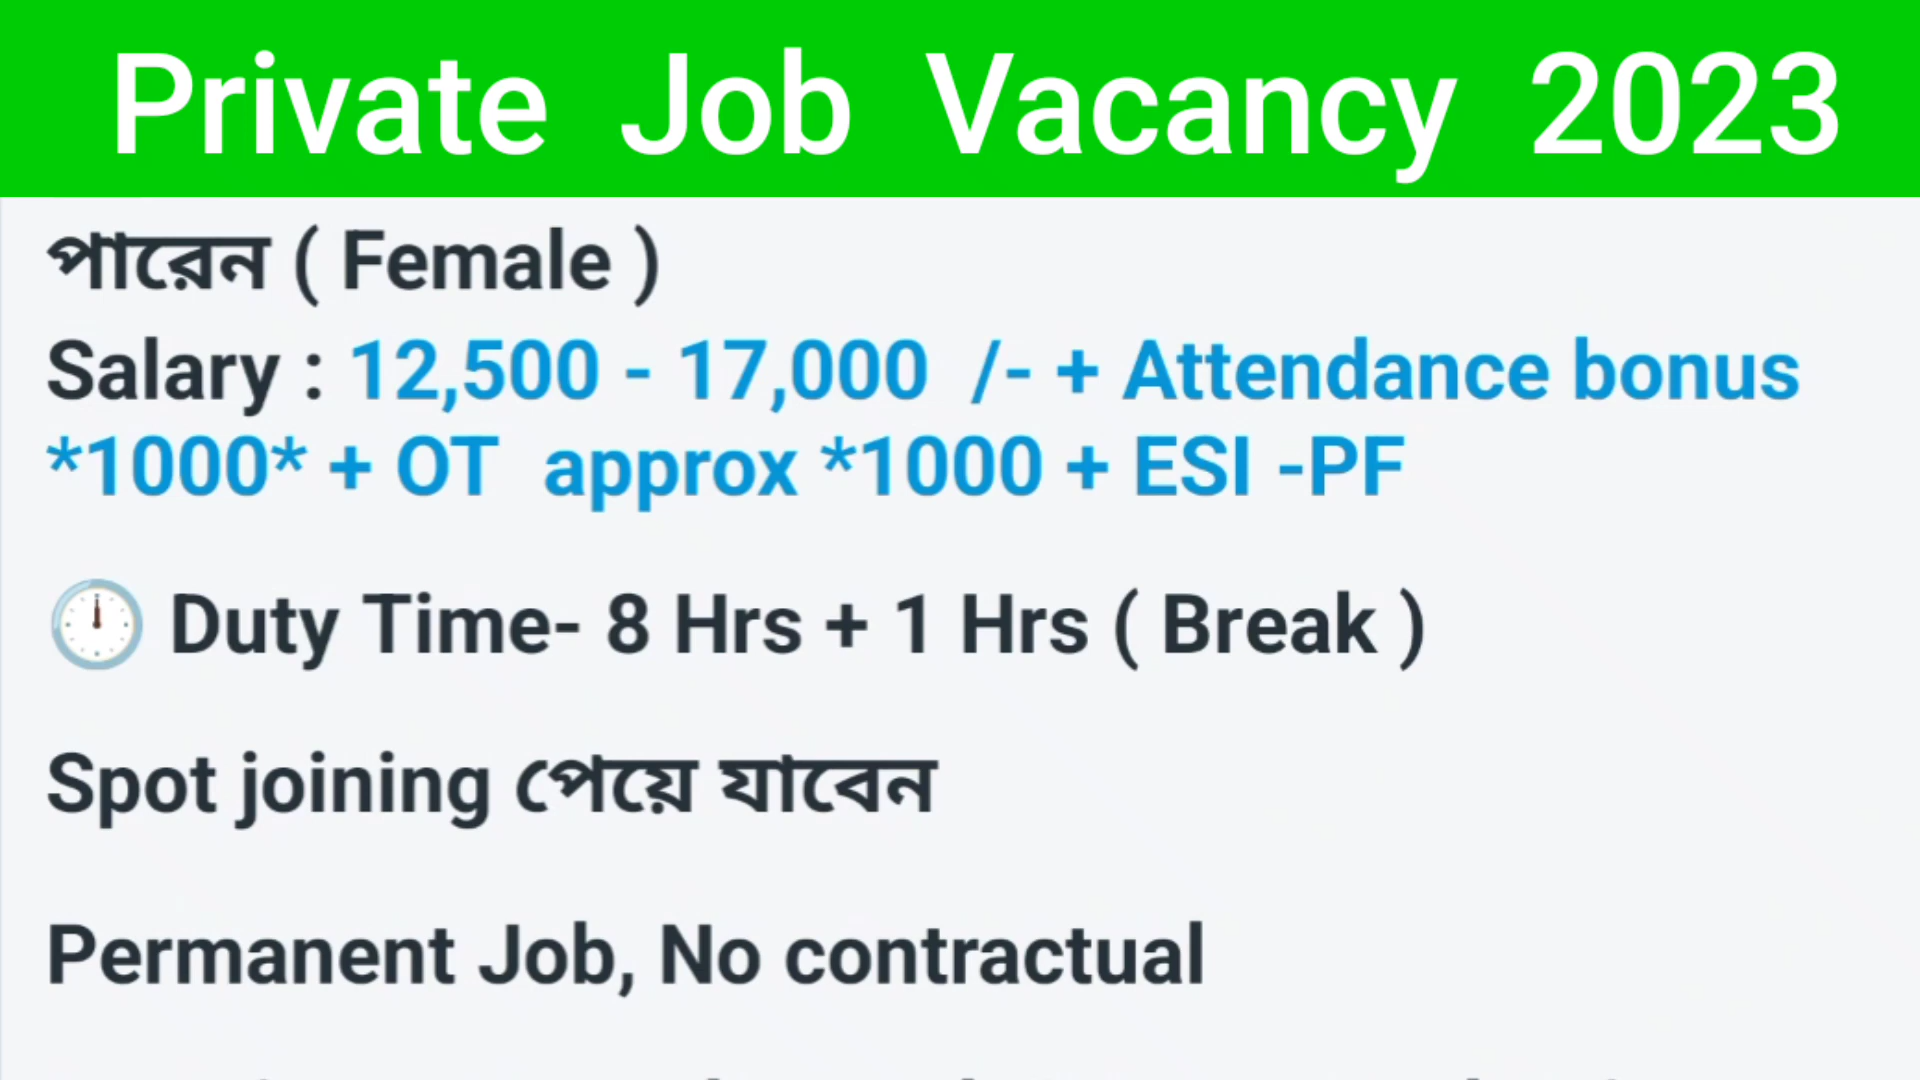 Private Job Vacancy 2023
পারেন ( Female )
Salary : 12,500 - 17,000 /- + Attendance bonus
*1000* + OT approx *1000 + ESI -PF
🕛 Duty Time- 8 Hrs + 1 Hrs ( Break )
Spot joining পেয়ে যাবেন
Permanent Job, No contractual